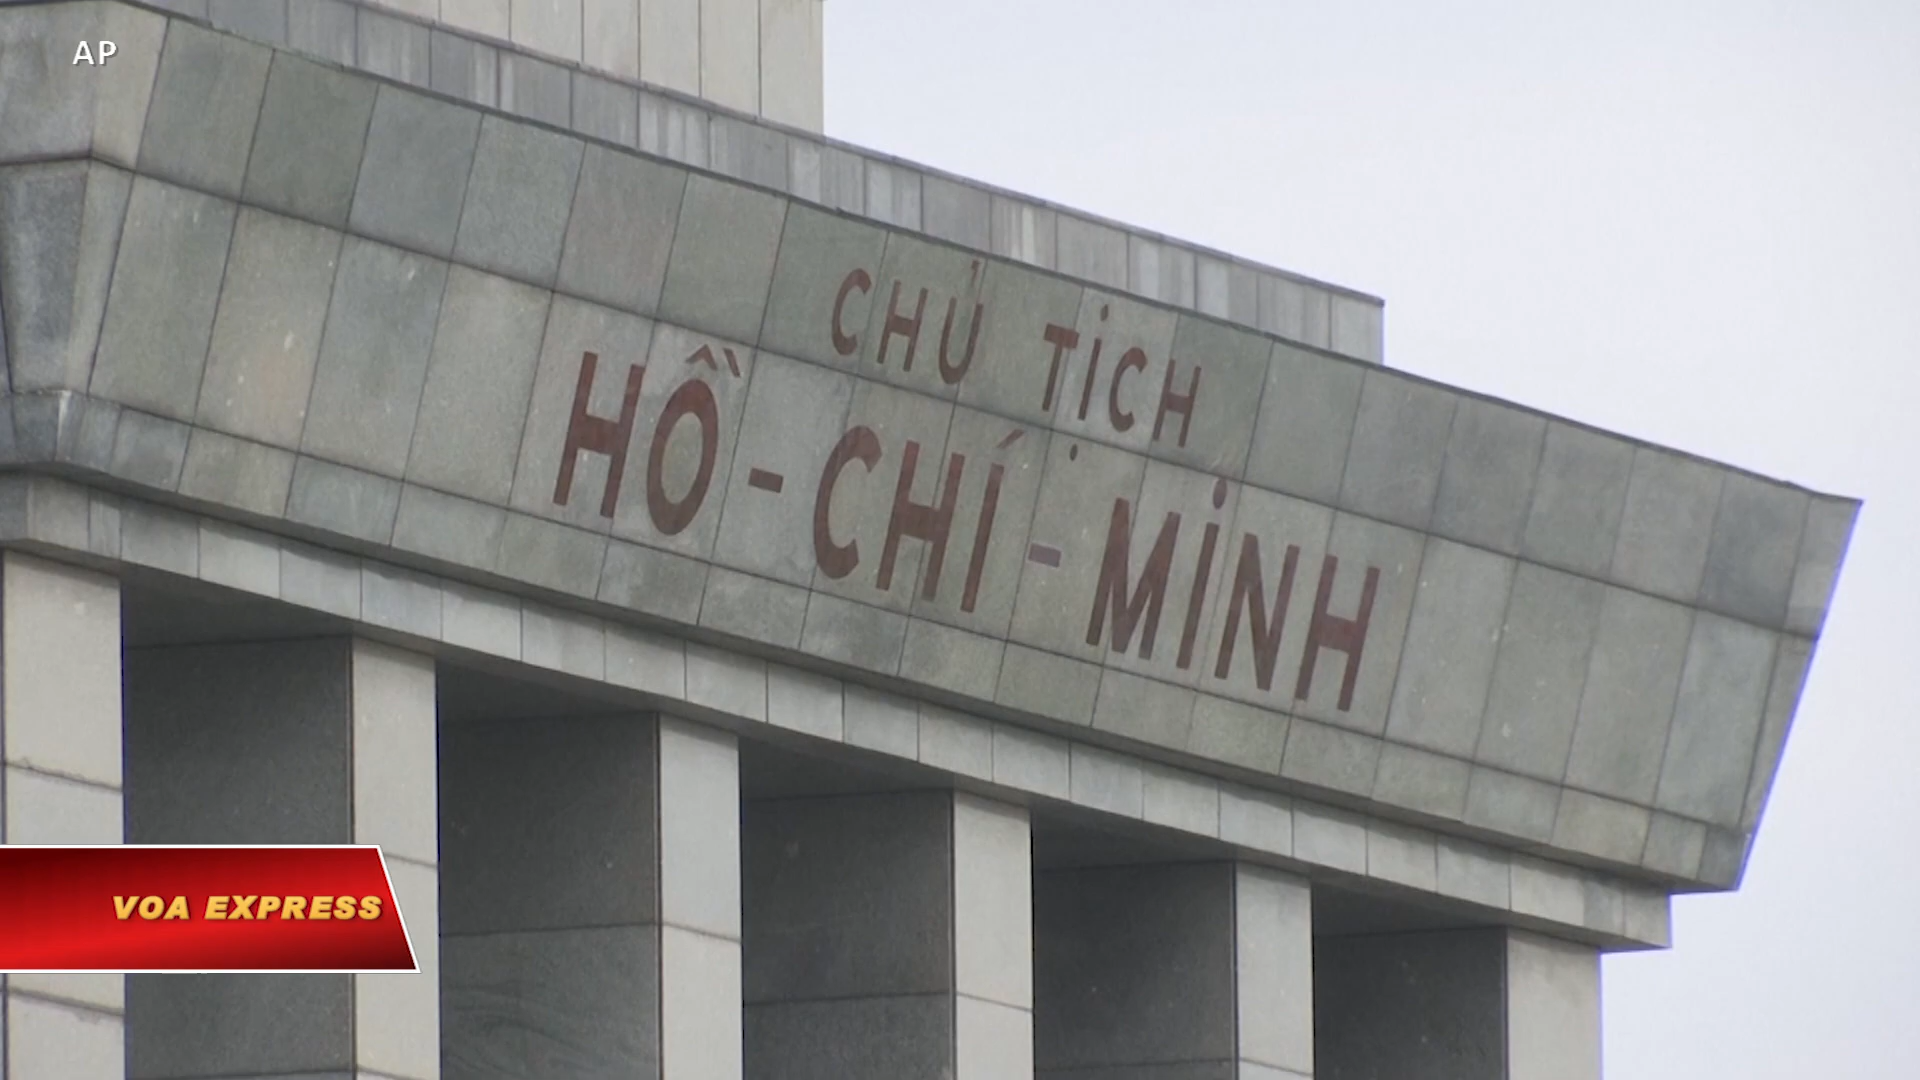 AP
CHỦ TỊCH
HỒ-CHÍ-MINH
VOA EXPRESS